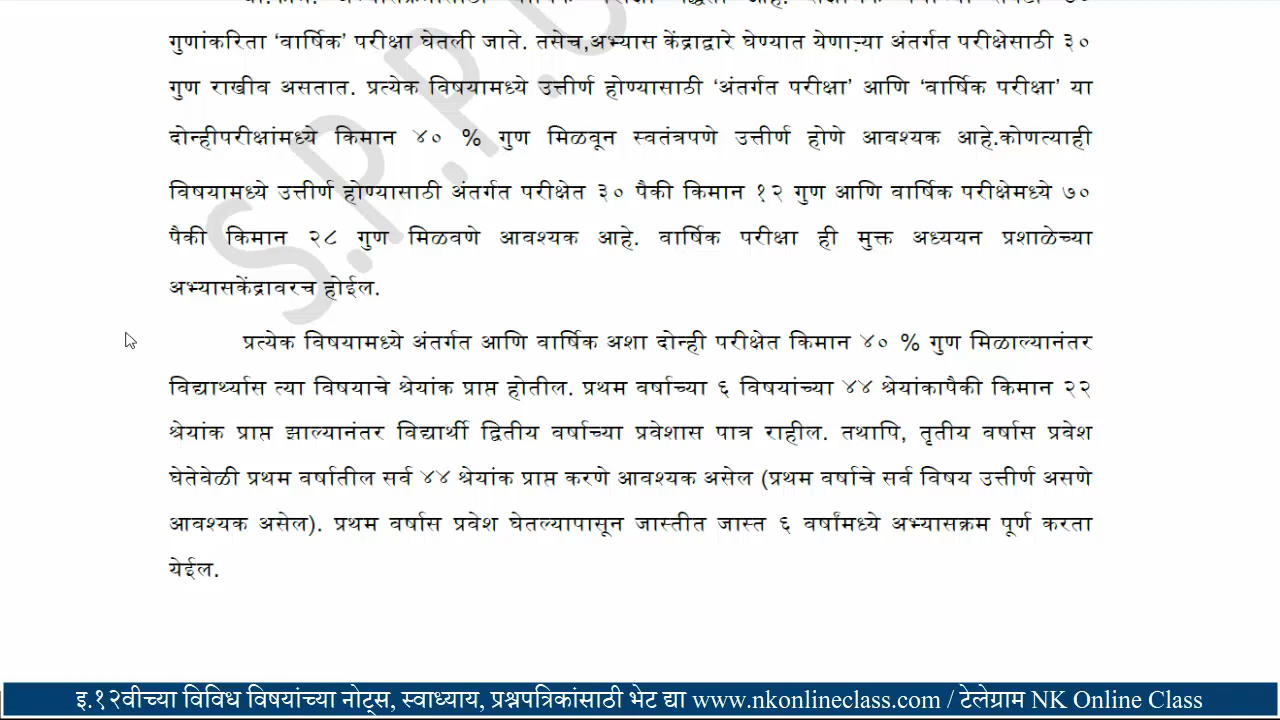 गुणांकरिता 'वार्षिक' परीक्षा घेतली जाते. तसेच,अभ्यास केंद्राद्वारे घेण्यात येणाऱ्या अंतर्गत परीक्षेसाठी ३०
गुण राखीव असतात. प्रत्येक विषयामध्ये उत्तीर्ण होण्यासाठी 'अंतर्गत परीक्षा' आणि 'वार्षिक परीक्षा' या
दोन्हीपरीक्षांमध्ये किमान ४० % गुण मिळवून स्वतंत्रपणे उत्तीर्ण होणे आवश्यक आहे.कोणत्याही
विषयामध्ये उत्तीर्ण होण्यासाठी अंतर्गत परीक्षेत ३० पैकी किमान १२ गुण आणि वार्षिक परीक्षेमध्ये ७०
पैकी किमान २८ गुण मिळवणे आवश्यक आहे. वार्षिक परीक्षा ही मुक्त अध्ययन प्रशाळेच्या
अभ्यासकेंद्रावरच होईल.
प्रत्येक विषयामध्ये अंतर्गत आणि वार्षिक अशा दोन्ही परीक्षेत किमान ४० % गुण मिळाल्यानंतर
विद्यार्थ्यास त्या विषयाचे श्रेयांक प्राप्त होतील. प्रथम वर्षाच्या ६ विषयांच्या ४४ श्रेयांकापैकी किमान २२
श्रेयांक प्राप्त झाल्यानंतर विद्यार्थी द्वितीय वर्षाच्या प्रवेशास पात्र राहील. तथापि, तृतीय वर्षास प्रवेश
घेतेवेळी प्रथम वर्षातील सर्व ४४ श्रेयांक प्राप्त करणे आवश्यक असेल (प्रथम वर्षाचे सर्व विषय उत्तीर्ण असणे
आवश्यक असेल). प्रथम वर्षास प्रवेश घेतल्यापासून जास्तीत जास्त ६ वर्षांमध्ये अभ्यासक्रम पूर्ण करता
येईल.
S.P.P.U
इ.१२वीच्या विविध विषयांच्या नोट्स, स्वाध्याय, प्रश्नपत्रिकांसाठी भेट द्या www.nkonlineclass.com / टेलेग्राम NK Online Class